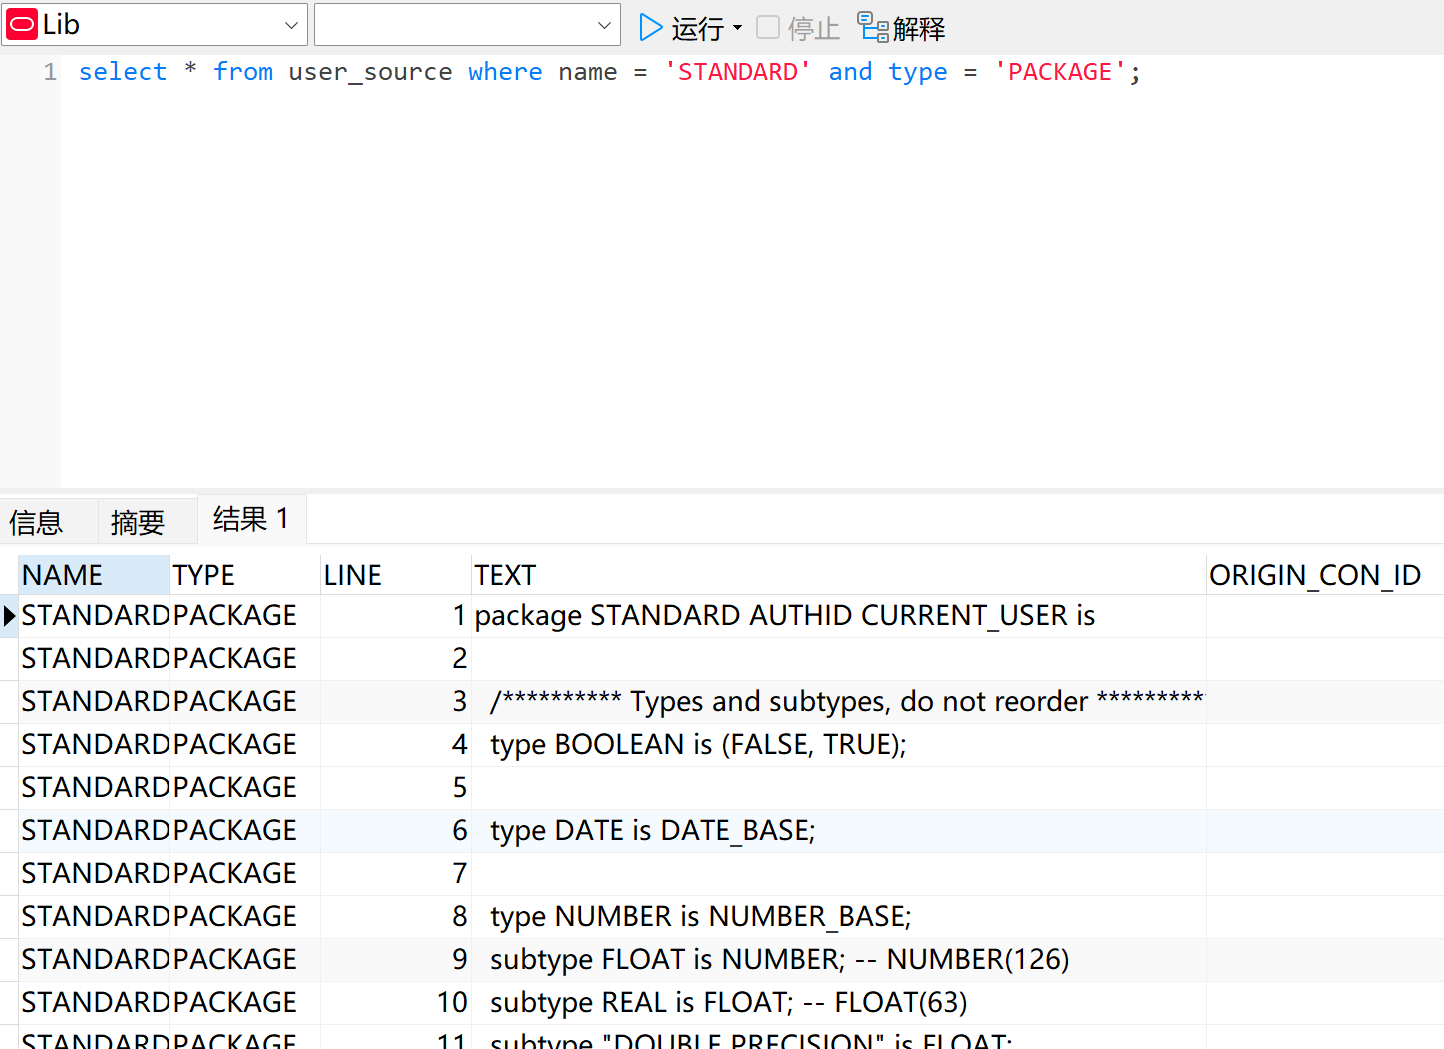 Lib 运行 停止 解释
1 select * from user_source where name = 'STANDARD' and type = 'PACKAGE';
信息 摘要 结果 1
NAME TYPE LINE TEXT ORIGIN_CON_ID
STANDARD PACKAGE 1 package STANDARD AUTHID CURRENT_USER is
STANDARD PACKAGE 2
STANDARD PACKAGE 3 /********** Types and subtypes, do not reorder **********
STANDARD PACKAGE 4 type BOOLEAN is (FALSE, TRUE);
STANDARD PACKAGE 5
STANDARD PACKAGE 6 type DATE is DATE_BASE;
STANDARD PACKAGE 7
STANDARD PACKAGE 8 type NUMBER is NUMBER_BASE;
STANDARD PACKAGE 9 subtype FLOAT is NUMBER; -- NUMBER(126)
STANDARD PACKAGE 10 subtype REAL is FLOAT; -- FLOAT(63)
STANDARD PACKAGE 11 subtype "DOUBLE PRECISION" is FLOAT;